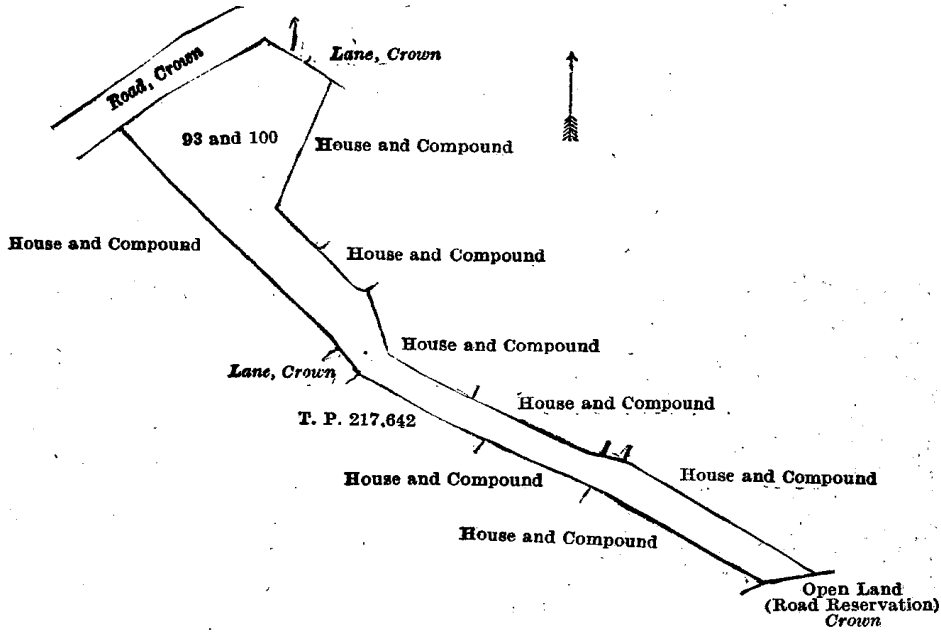 Lane, Crown
Road, Crown
93 and 100
House and Compound
House and Compound
House and Compound
House and Compound
Lane, Crown
House and Compound
T. P. 217,642
House and Compound
House and Compound
House and Compound
Open Land
(Road Reservation)
Crown